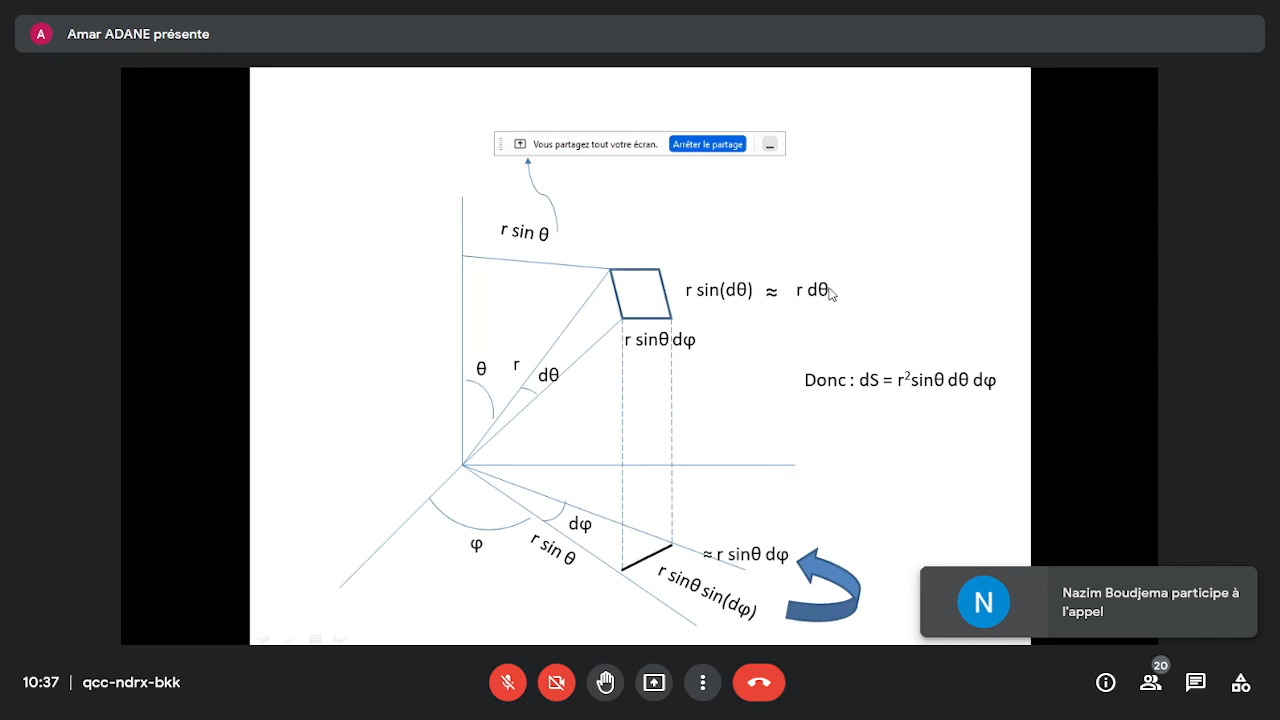 A
Amar ADANE présente
Vous partagez tout votre écran.
Arrêter le partage
r sin θ
r sin(dθ) ≈ r dθ
r sinθ dφ
θ
r
dθ
Donc : dS = r²sinθ dθ dφ
dφ
φ
r sin θ
≈ r sinθ dφ
r sinθ sin(dφ)
N
Nazim Boudjema participe à
l'appel
10:37 | qcc-ndrx-bkk
20